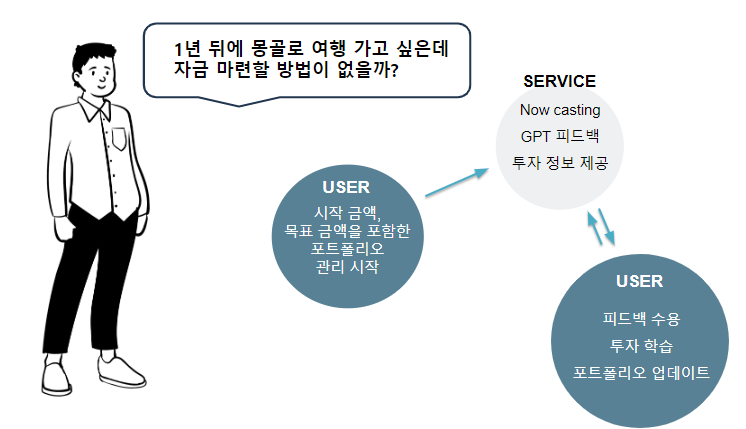 1년 뒤에 몽골로 여행 가고 싶은데
자금 마련할 방법이 없을까?
SERVICE
Now casting
GPT 피드백
투자 정보 제공
USER
시작 금액,
목표 금액을 포함한
포트폴리오
관리 시작
USER
피드백 수용
투자 학습
포트폴리오 업데이트